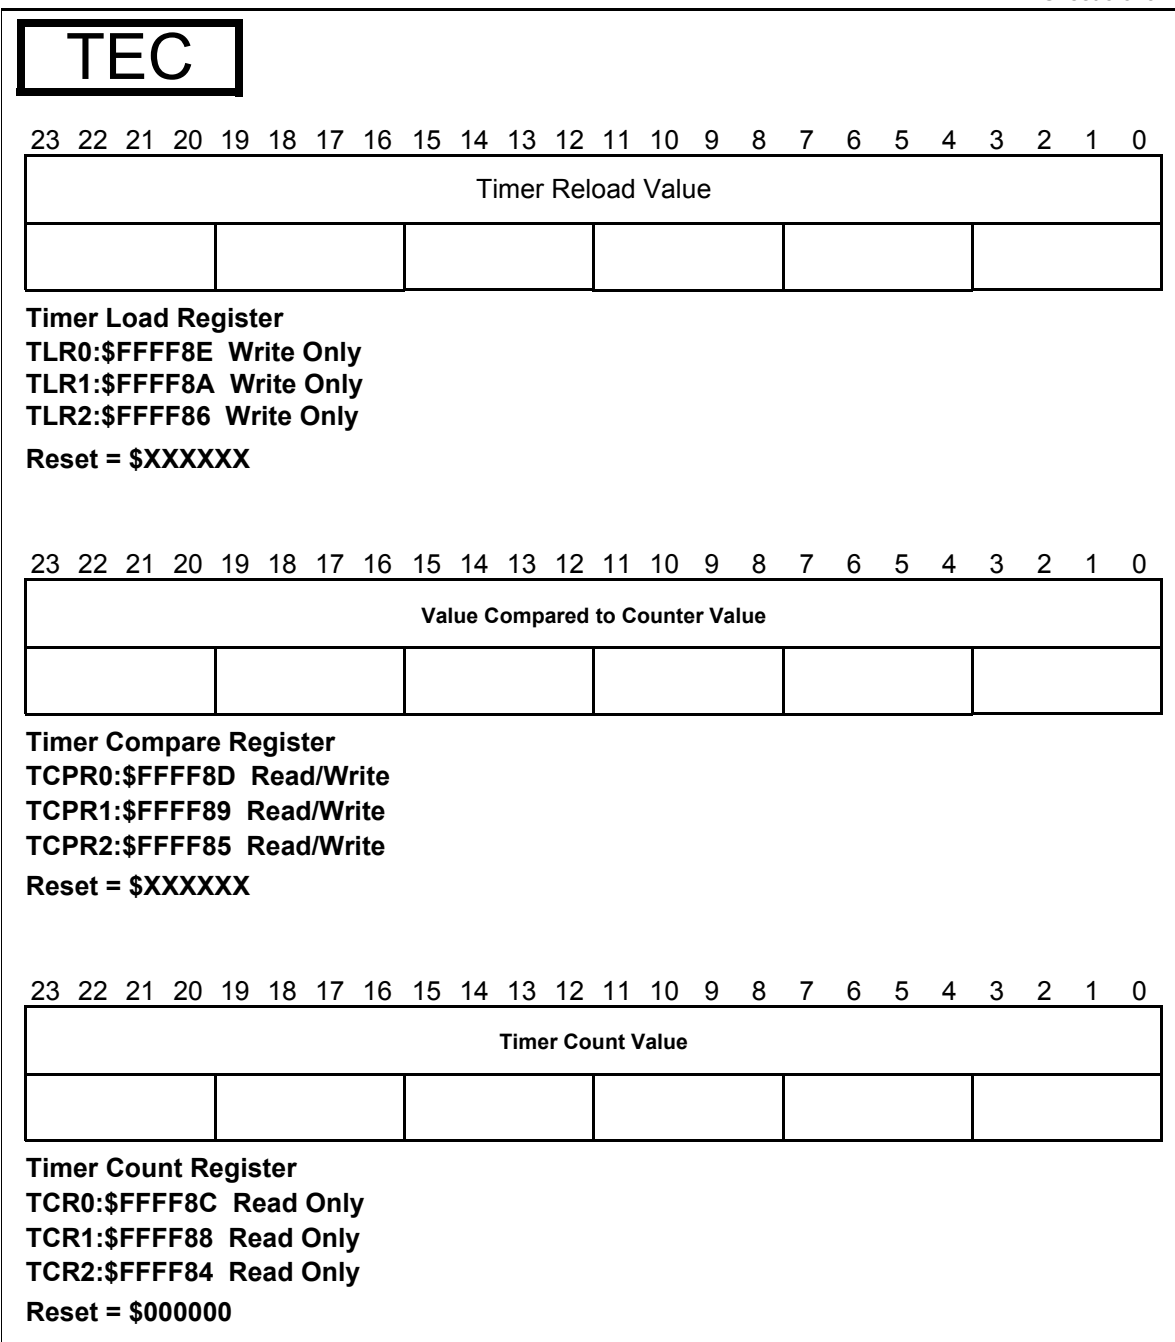 TEC
23 22 21 20 19 18 17 16 15 14 13 12 11 10 9 8 7 6 5 4 3 2 1 0
Timer Reload Value
Timer Load Register
TLR0:$FFFF8E Write Only
TLR1:$FFFF8A Write Only
TLR2:$FFFF86 Write Only
Reset = $XXXXXX
23 22 21 20 19 18 17 16 15 14 13 12 11 10 9 8 7 6 5 4 3 2 1 0
Value Compared to Counter Value
Timer Compare Register
TCPR0:$FFFF8D Read/Write
TCPR1:$FFFF89 Read/Write
TCPR2:$FFFF85 Read/Write
Reset = $XXXXXX
23 22 21 20 19 18 17 16 15 14 13 12 11 10 9 8 7 6 5 4 3 2 1 0
Timer Count Value
Timer Count Register
TCR0:$FFFF8C Read Only
TCR1:$FFFF88 Read Only
TCR2:$FFFF84 Read Only
Reset = $000000